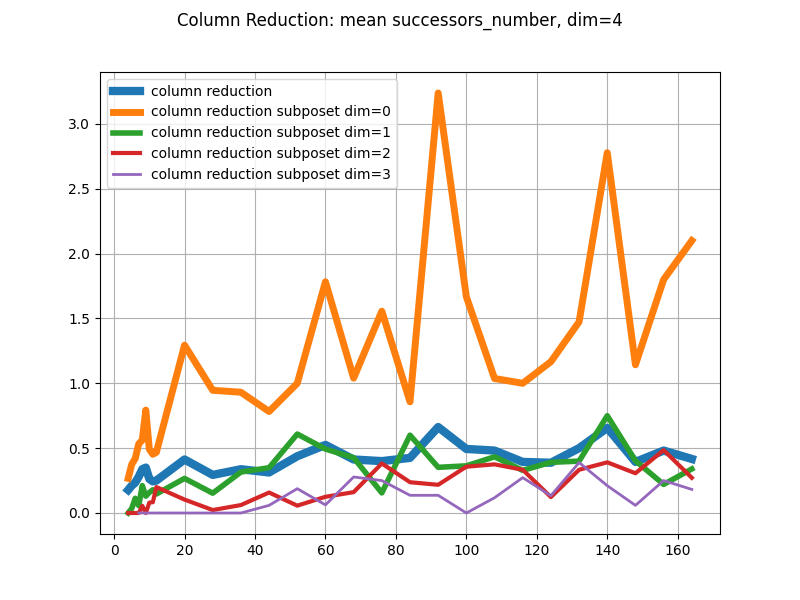 Column Reduction: mean successors_number, dim=4
column reduction
column reduction subposet dim=0
column reduction subposet dim=1
column reduction subposet dim=2
column reduction subposet dim=3
3.0
2.5
2.0
1.5
1.0
0.5
0.0
0 20 40 60 80 100 120 140 160